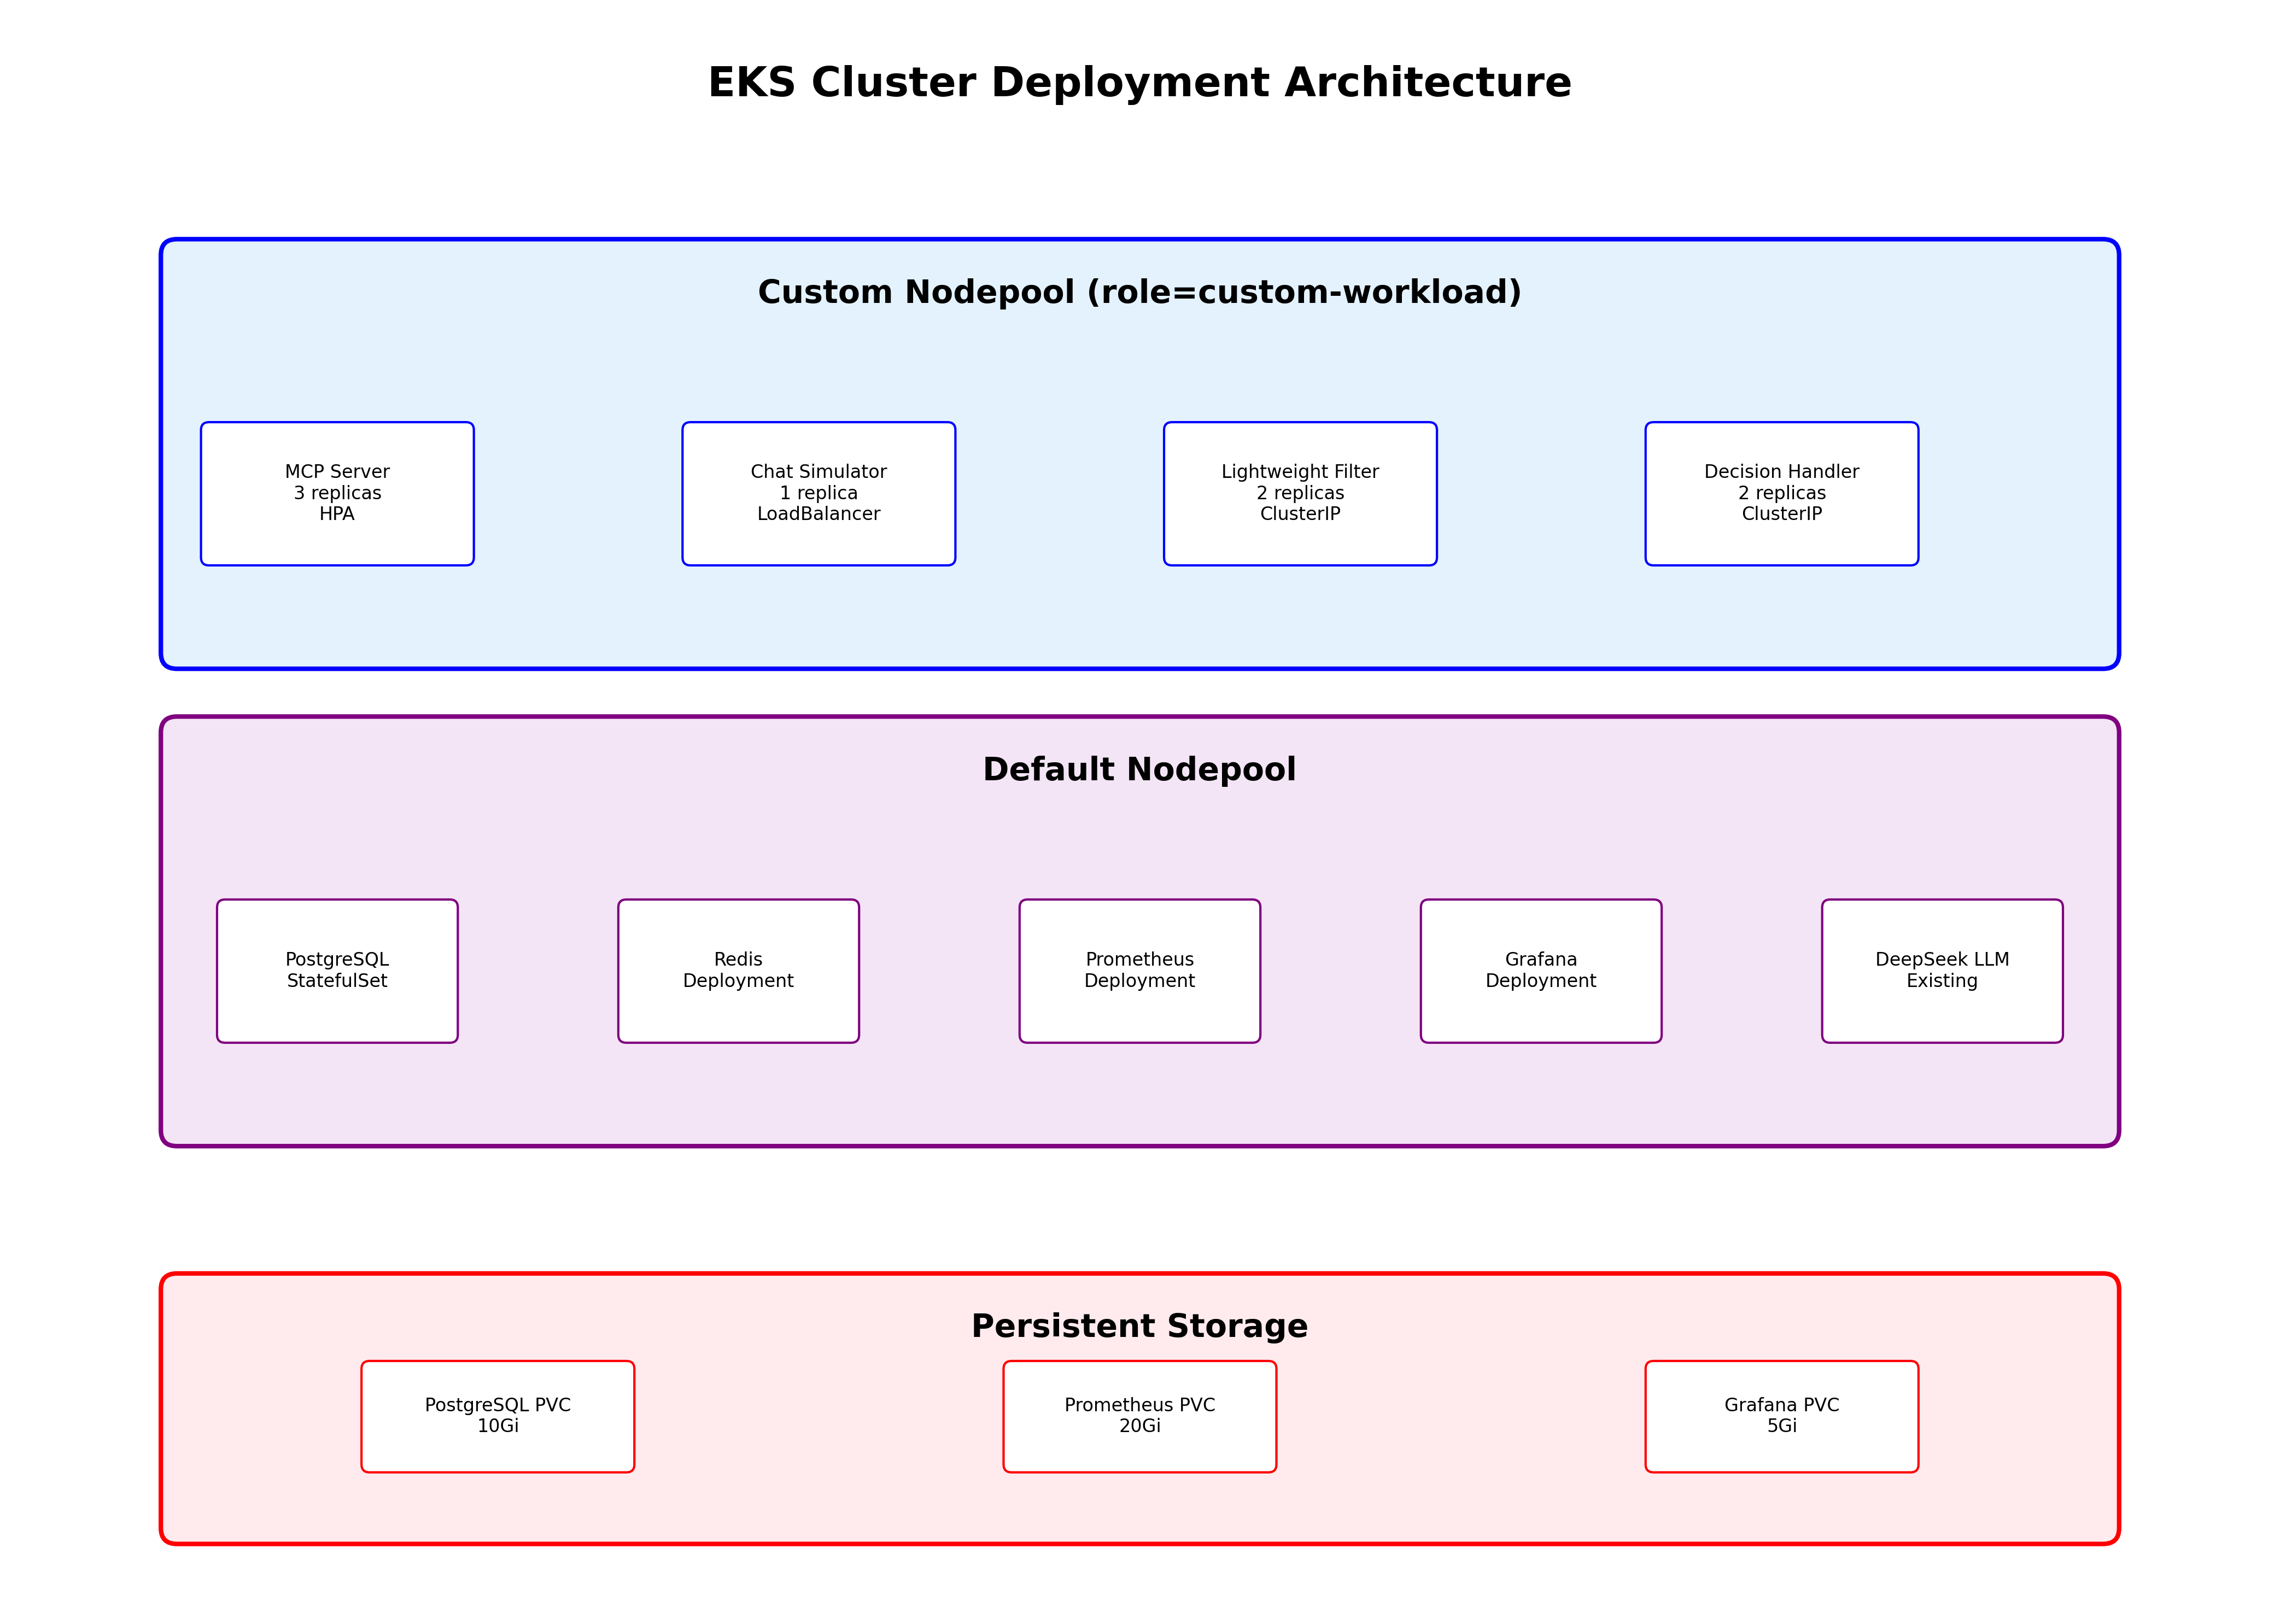 EKS Cluster Deployment Architecture
Custom Nodepool (role=custom-workload)
MCP Server
3 replicas
HPA
Chat Simulator
1 replica
LoadBalancer
Lightweight Filter
2 replicas
ClusterIP
Decision Handler
2 replicas
ClusterIP
Default Nodepool
PostgreSQL
StatefulSet
Redis
Deployment
Prometheus
Deployment
Grafana
Deployment
DeepSeek LLM
Existing
Persistent Storage
PostgreSQL PVC
10Gi
Prometheus PVC
20Gi
Grafana PVC
5Gi